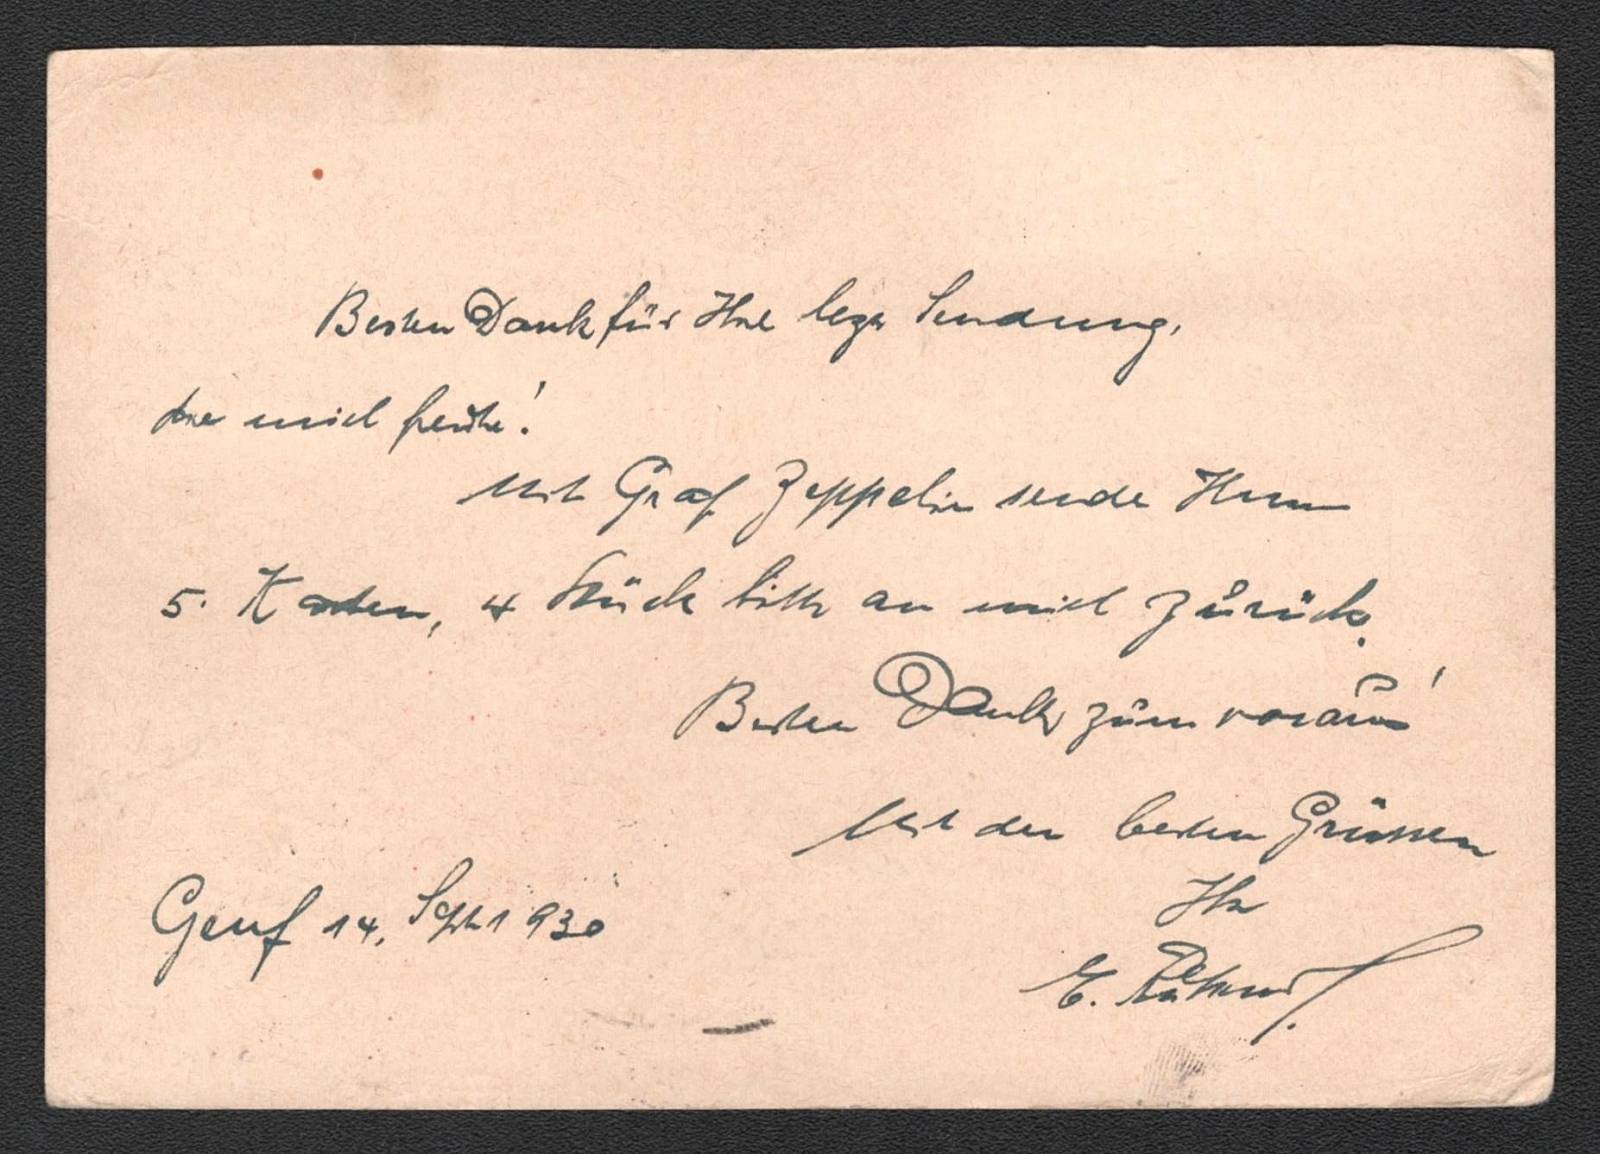 Besten Dank für Ihre letzte Sendung,
mich freute!
Mit Graf Zeppelin sende Ihnen
5 Karten, 4 Stück bitte an mich zurück.
Besten Dank zum voraus!
Mit den besten Grüssen
Ihr
Genf 14. Sept 1930
E.